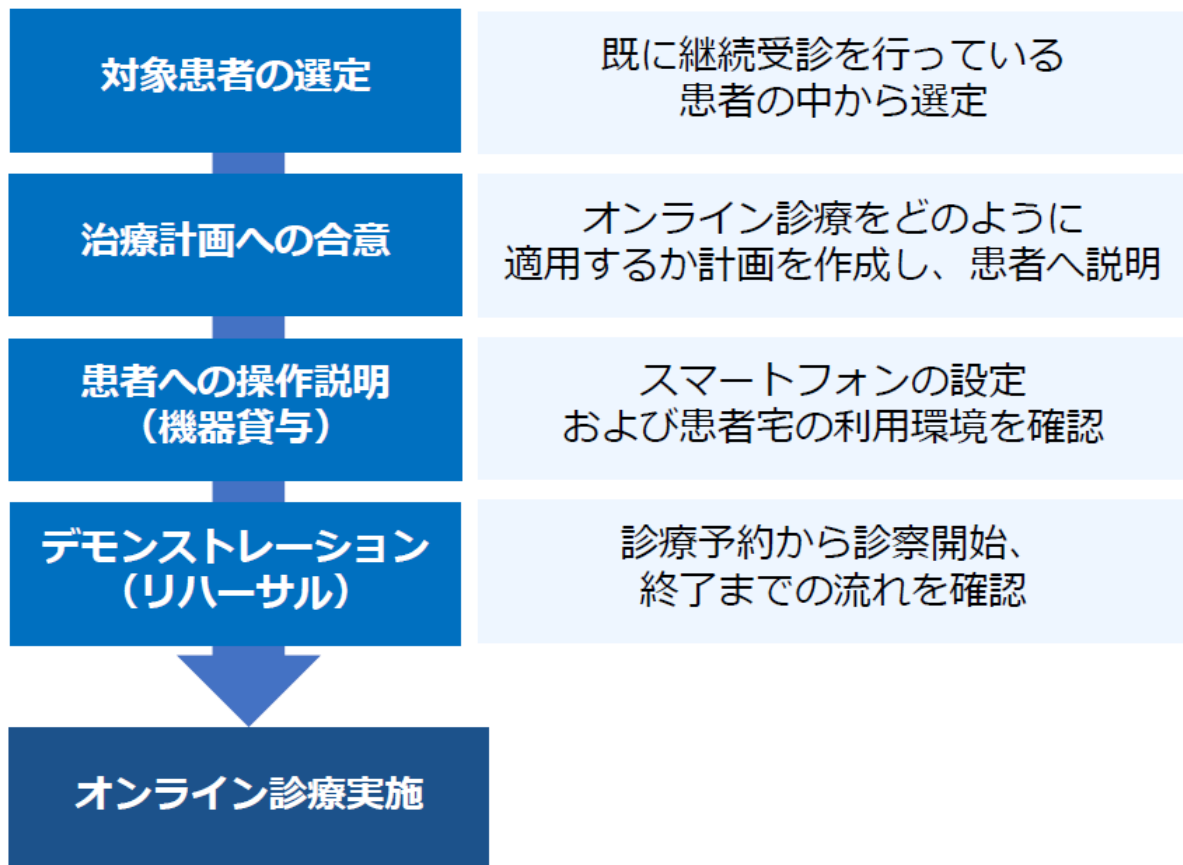 対象患者の選定
既に継続受診を行っている
患者の中から選定
治療計画への合意
オンライン診療をどのように
適用するか計画を作成し、患者へ説明
患者への操作説明
（機器貸与）
スマートフォンの設定
および患者宅の利用環境を確認
デモンストレーション
（リハーサル）
診療予約から診察開始、
終了までの流れを確認
オンライン診療実施